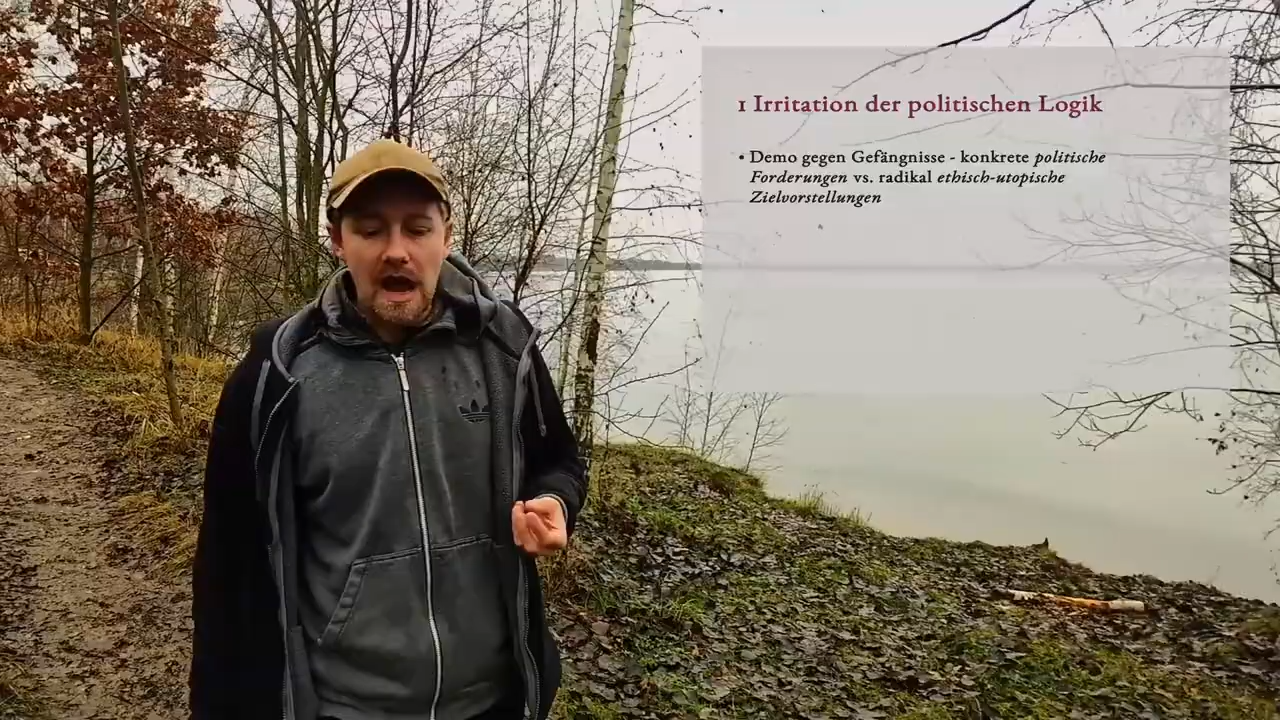 1 Irritation der politischen Logik
• Demo gegen Gefängnisse - konkrete politische
Forderungen vs. radikal ethisch-utopische
Zielvorstellungen